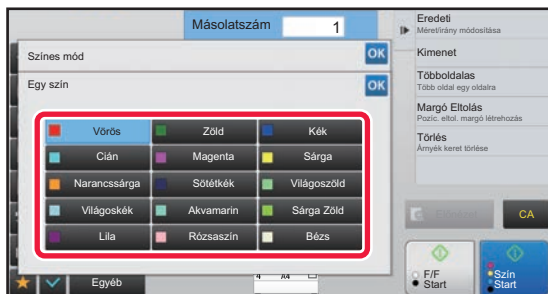 Másolatszám
1
Színes mód
OK
Egy szín
OK
Vörös
Zöld
Kék
Cián
Magenta
Sárga
Narancssárga
Sötétkék
Világoszöld
Világoskék
Akvamarin
Sárga Zöld
Lila
Rózsaszín
Bézs
Egyéb
A4
Eredeti
Méret/irány módosítása
Kimenet
Többoldalas
Több oldal egy oldalra
Margó Eltolás
Pozíc. eltol. margó létrehozás
Törlés
Árnyék keret törlése
CA
F/F
Start
Szín
Start